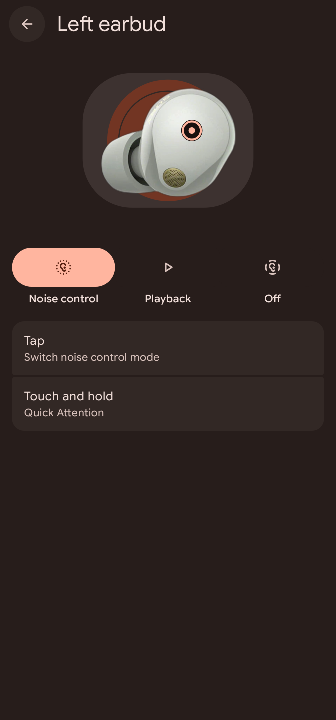 Left earbud
Noise control
Playback
Off
Tap
Switch noise control mode
Touch and hold
Quick Attention